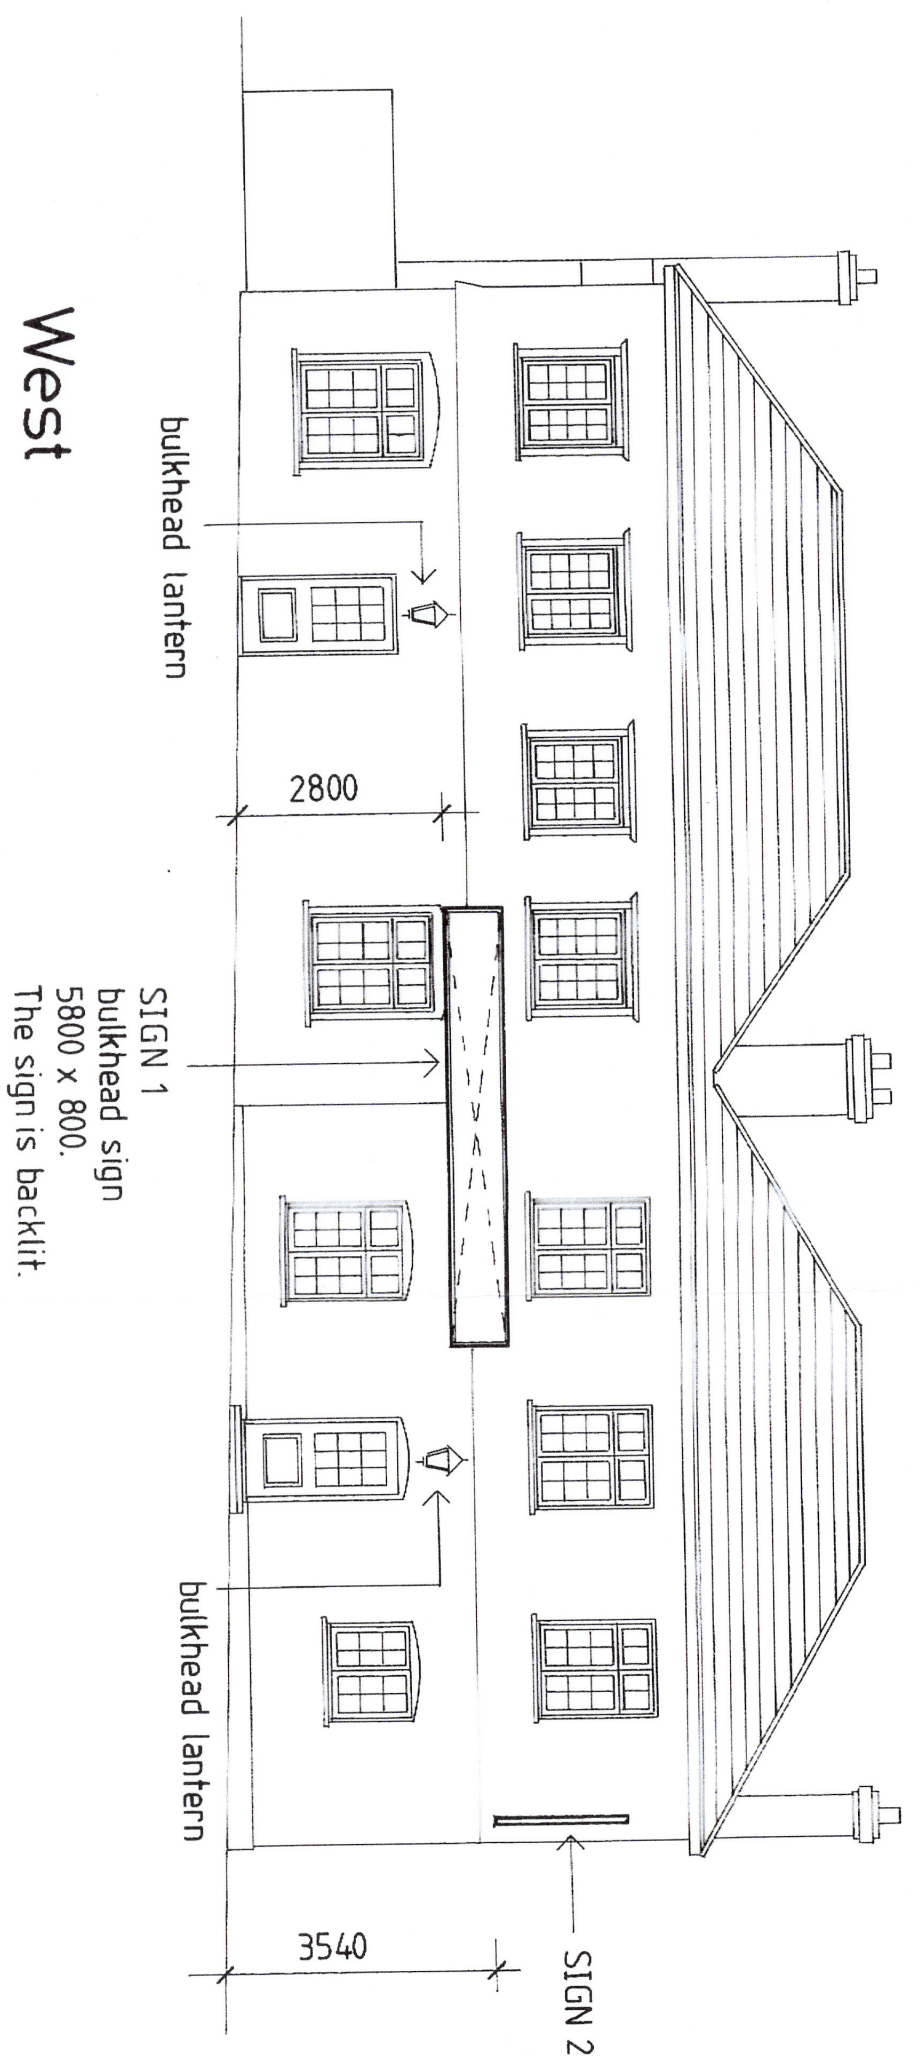 SIGN 2
bulkhead lantern
2800
3540
bulkhead lantern
SIGN 1
bulkhead sign
5800 x 800.
The sign is backlit.
West